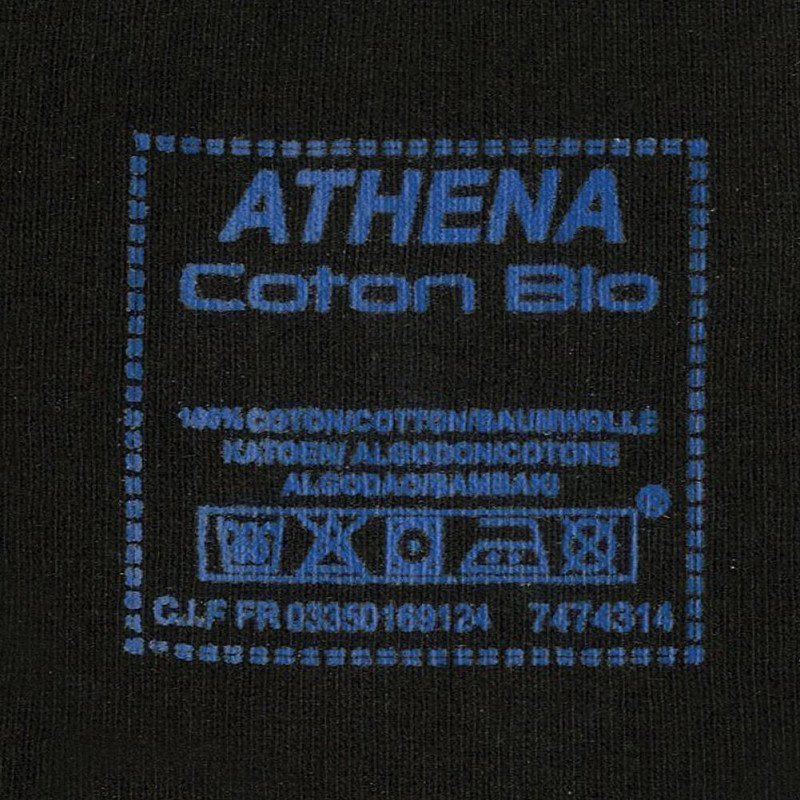 ATHENA
Coton Bio
100% COTON/COTTON/BAUMWOLLE
KATOEN/ ALGODON/COTONE
ALGODAO/BAMBAKI
®
C.I.F FR 03350169124 7474314